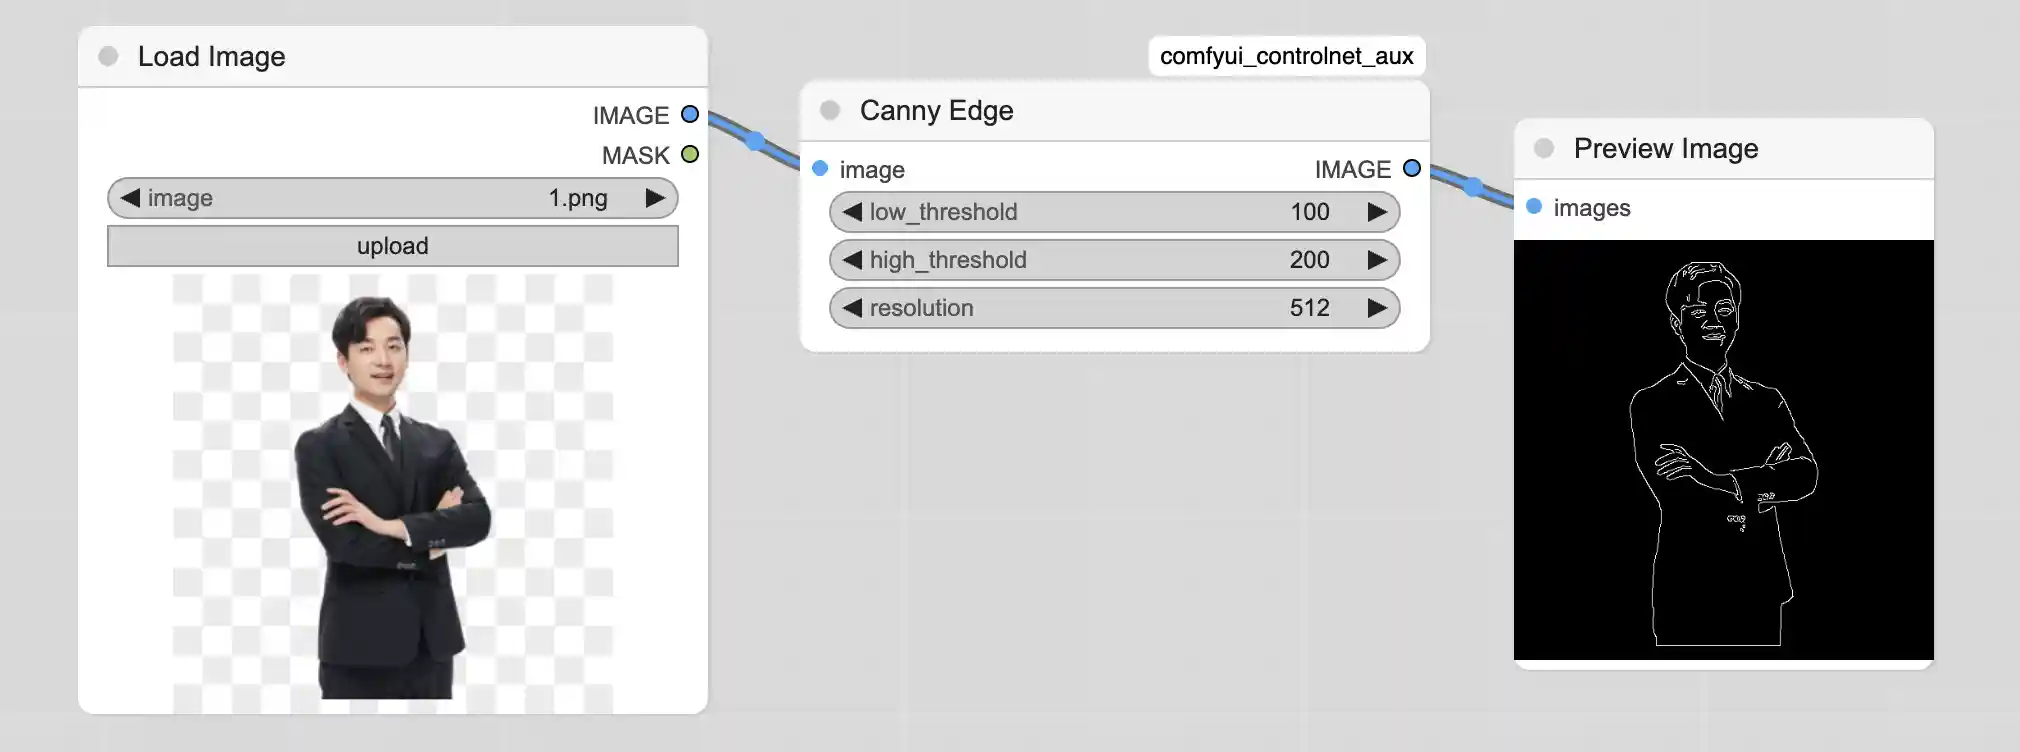 Load Image
IMAGE
MASK
image 1.png
upload
comfyui_controlnet_aux
Canny Edge
image IMAGE
low_threshold 100
high_threshold 200
resolution 512
Preview Image
images